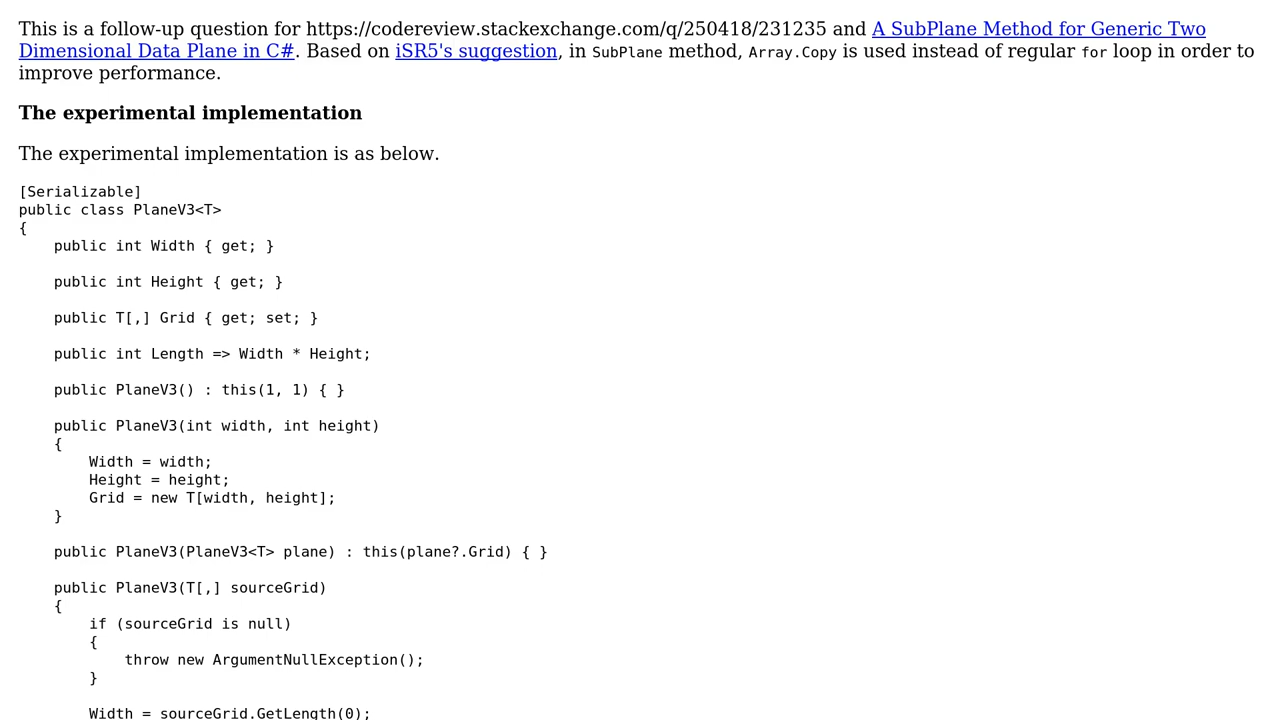 This is a follow-up question for https://codereview.stackexchange.com/q/250418/231235 and A SubPlane Method for Generic Two
Dimensional Data Plane in C#. Based on iSR5's suggestion, in SubPlane method, Array.Copy is used instead of regular for loop in order to
improve performance.
The experimental implementation
The experimental implementation is as below.
[Serializable]
public class PlaneV3<T>
{
    public int Width { get; }
    public int Height { get; }
    public T[,] Grid { get; set; }
    public int Length => Width * Height;
    public PlaneV3() : this(1, 1) { }
    public PlaneV3(int width, int height)
    {
        Width = width;
        Height = height;
        Grid = new T[width, height];
    }
    public PlaneV3(PlaneV3<T> plane) : this(plane?.Grid) { }
    public PlaneV3(T[,] sourceGrid)
    {
        if (sourceGrid is null)
        {
            throw new ArgumentNullException();
        }
        Width = sourceGrid.GetLength(0);